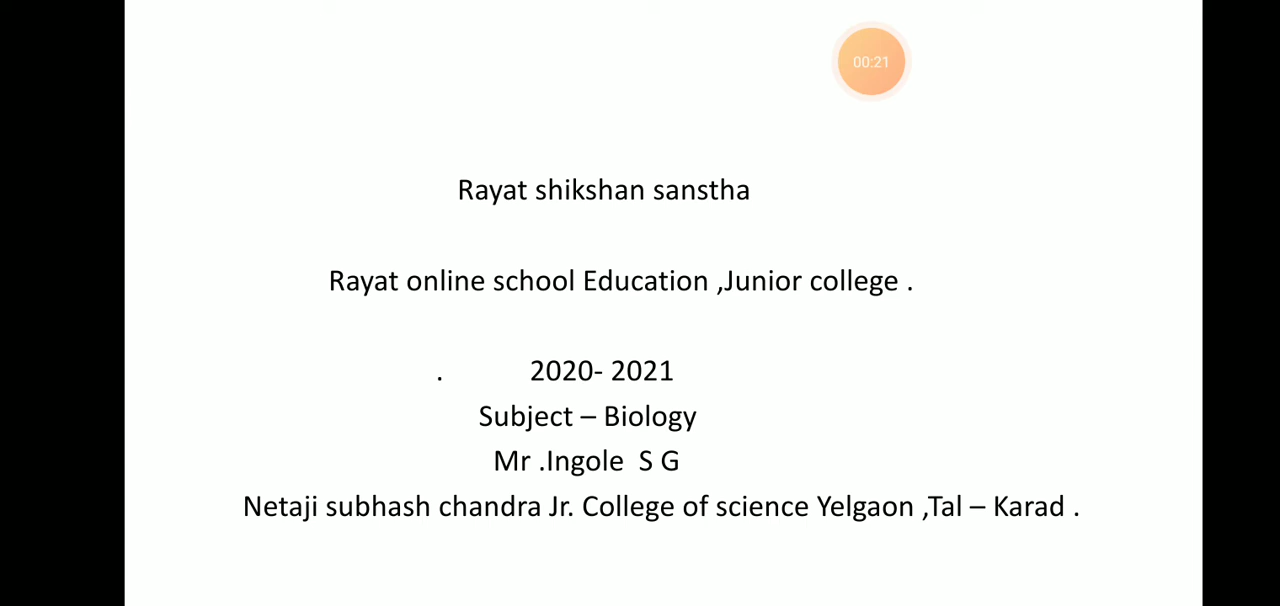 00:21
Rayat shikshan sanstha
Rayat online school Education ,Junior college .
. 2020- 2021
Subject – Biology
Mr .Ingole S G
Netaji subhash chandra Jr. College of science Yelgaon ,Tal – Karad .